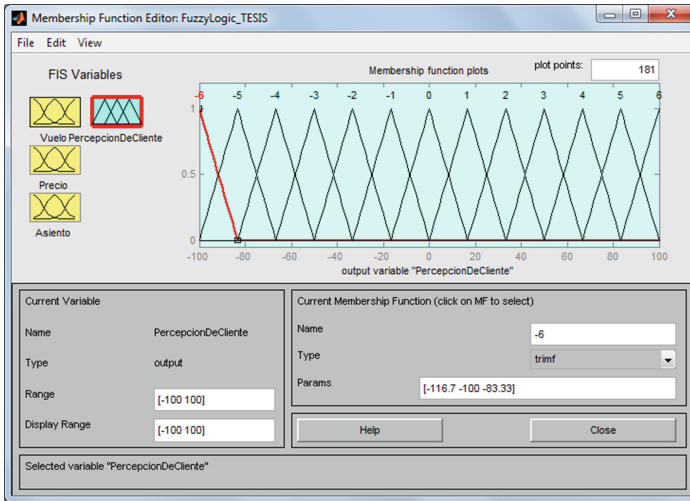 Membership Function Editor: FuzzyLogic_TESIS
File Edit View
FIS Variables
Vuelo PercepcionDeCliente
Precio
Asiento
Membership function plots
plot points: 181
-6 -5 -4 -3 -2 -1 0 1 2 3 4 5 6
1
0.5
0
-100 -80 -60 -40 -20 0 20 40 60 80 100
output variable "PercepcionDeCliente"
Current Variable
Name PercepcionDeCliente
Type output
Range [-100 100]
Display Range [-100 100]
Current Membership Function (click on MF to select)
Name -6
Type trimf
Params [-116.7 -100 -83.33]
Help Close
Selected variable "PercepcionDeCliente"